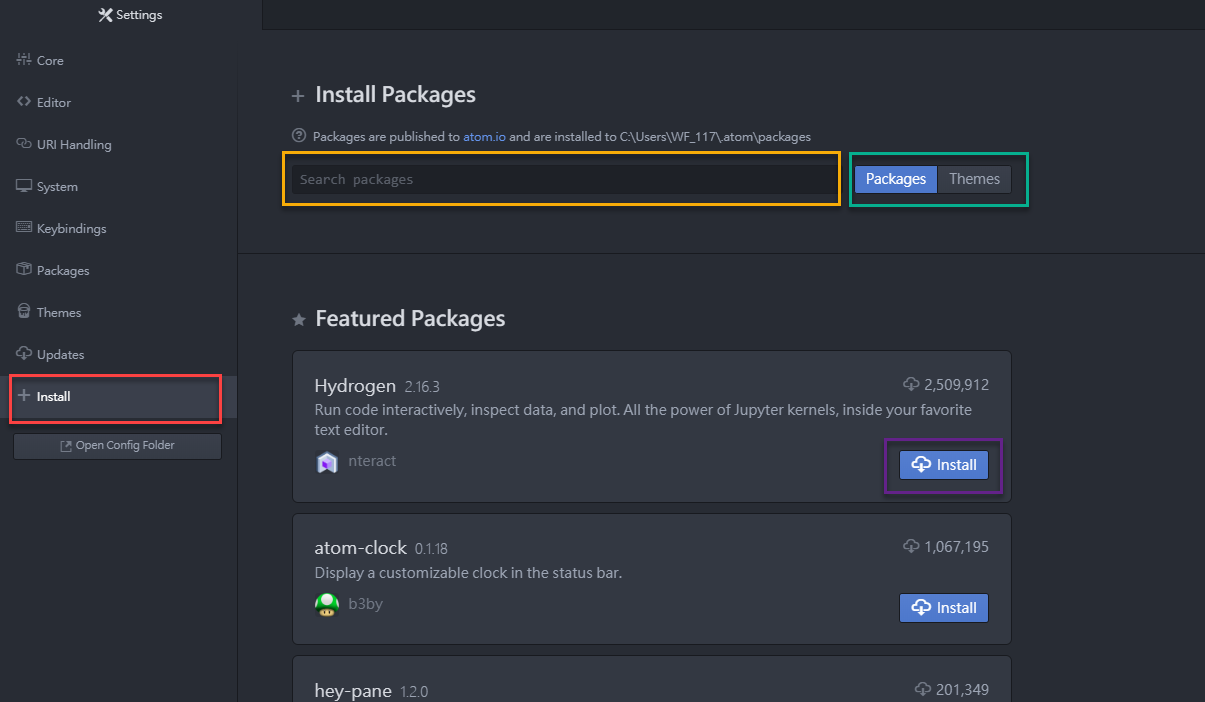 Settings
Core
Editor
URI Handling
System
Keybindings
Packages
Themes
Updates
Install
Open Config Folder
Install Packages
Packages are published to atom.io and are installed to C:\Users\WF_117\.atom\packages
Search packages
Packages Themes
Featured Packages
Hydrogen 2.16.3 2,509,912
Run code interactively, inspect data, and plot. All the power of Jupyter kernels, inside your favorite
text editor.
nteract Install
atom-clock 0.1.18 1,067,195
Display a customizable clock in the status bar.
b3by Install
hey-pane 1.2.0 201,349